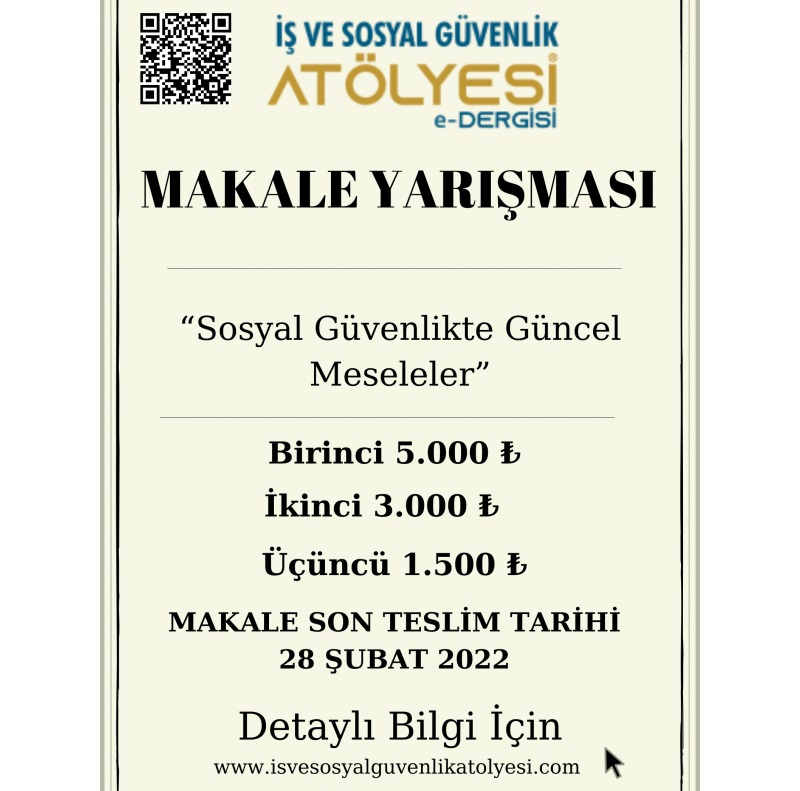 İŞ VE SOSYAL GÜVENLİK
ATÖLYESİ®
e-DERGİSİ
MAKALE YARIŞMASI
“Sosyal Güvenlikte Güncel
Meseleler”
Birinci 5.000 ₺
İkinci 3.000 ₺
Üçüncü 1.500 ₺
MAKALE SON TESLİM TARİHİ
28 ŞUBAT 2022
Detaylı Bilgi İçin
www.isvesosyalguvenlikatolyesi.com